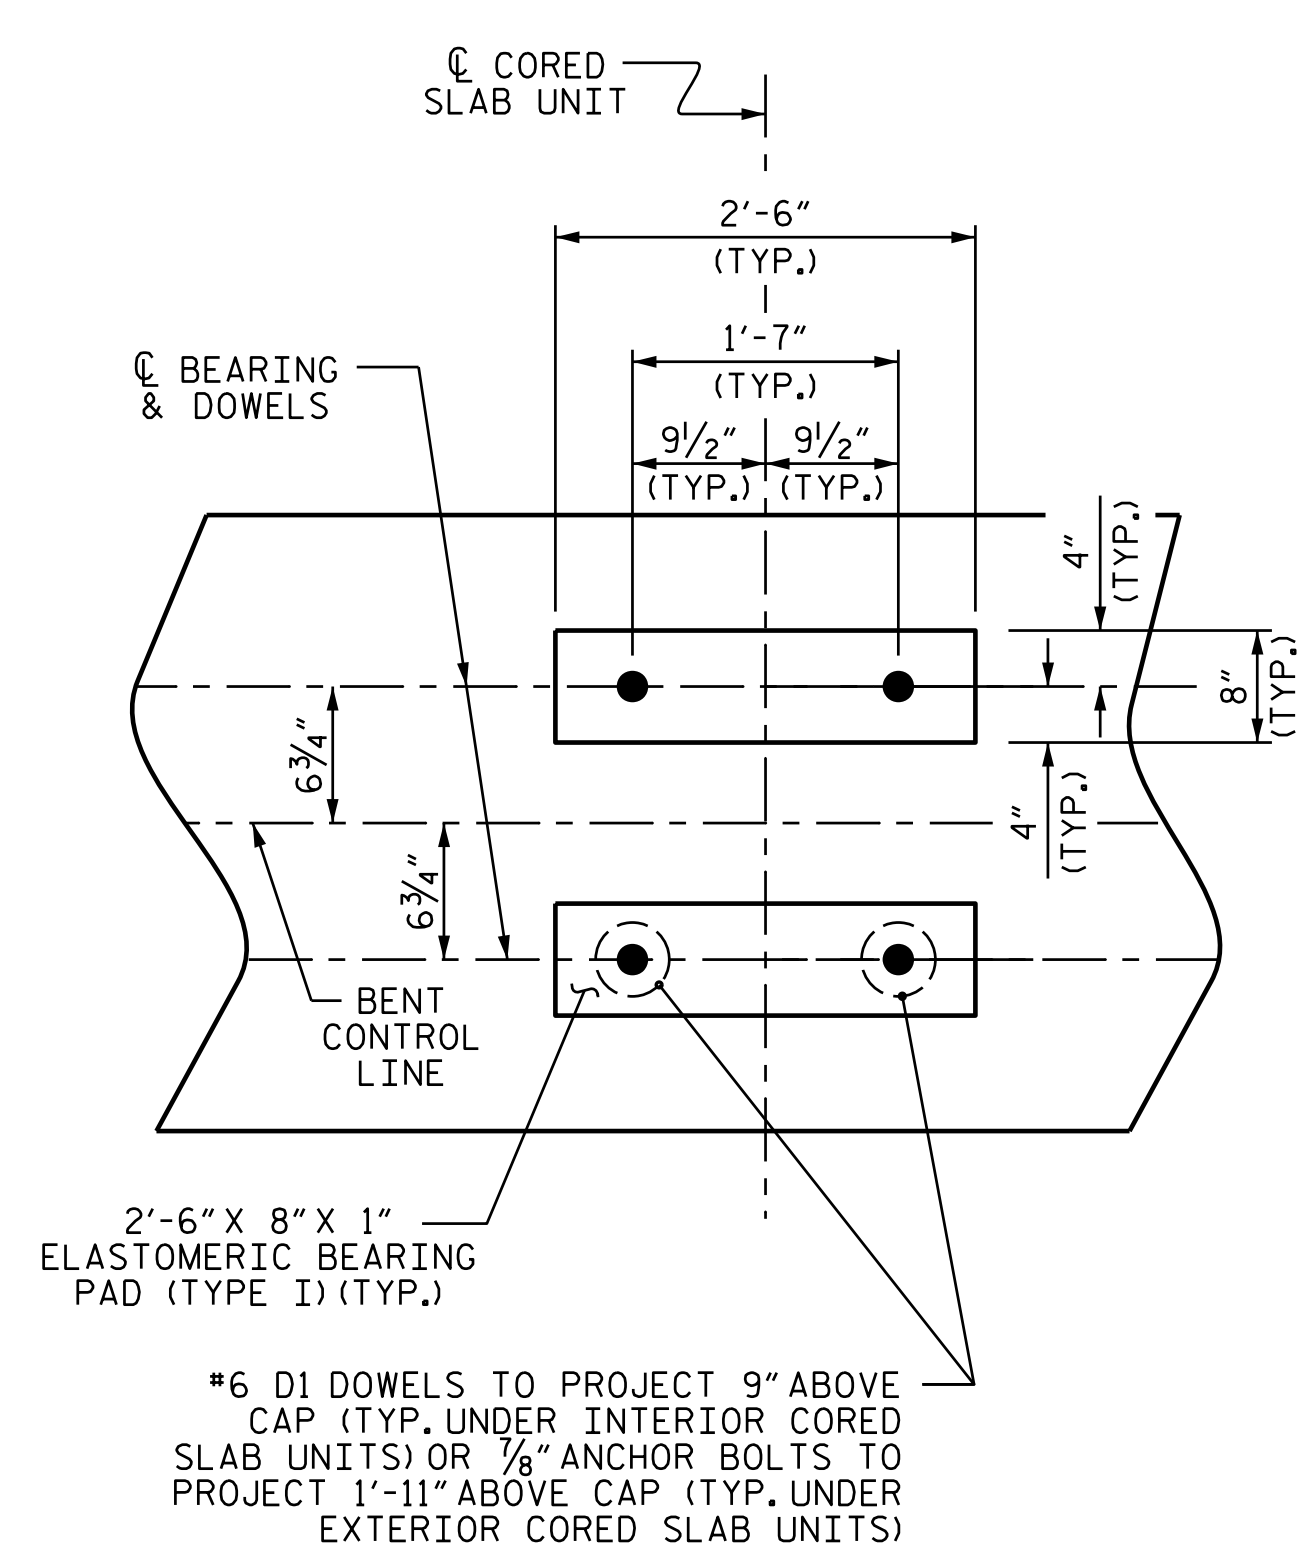 ℄ CORED
SLAB UNIT
2'-6"
(TYP.)
1'-7"
(TYP.)
℄ BEARING
& DOWELS
9½" 9½"
(TYP.) (TYP.)
4"
(TYP.)
8"
(TYP.)
6¾"
4"
(TYP.)
6¾"
BENT
CONTROL
LINE
2'-6" X 8" X 1"
ELASTOMERIC BEARING
PAD (TYPE I)(TYP.)
#6 D1 DOWELS TO PROJECT 9" ABOVE
CAP (TYP. UNDER INTERIOR CORED
SLAB UNITS) OR ⅞" ANCHOR BOLTS TO
PROJECT 1'-11" ABOVE CAP (TYP. UNDER
EXTERIOR CORED SLAB UNITS)